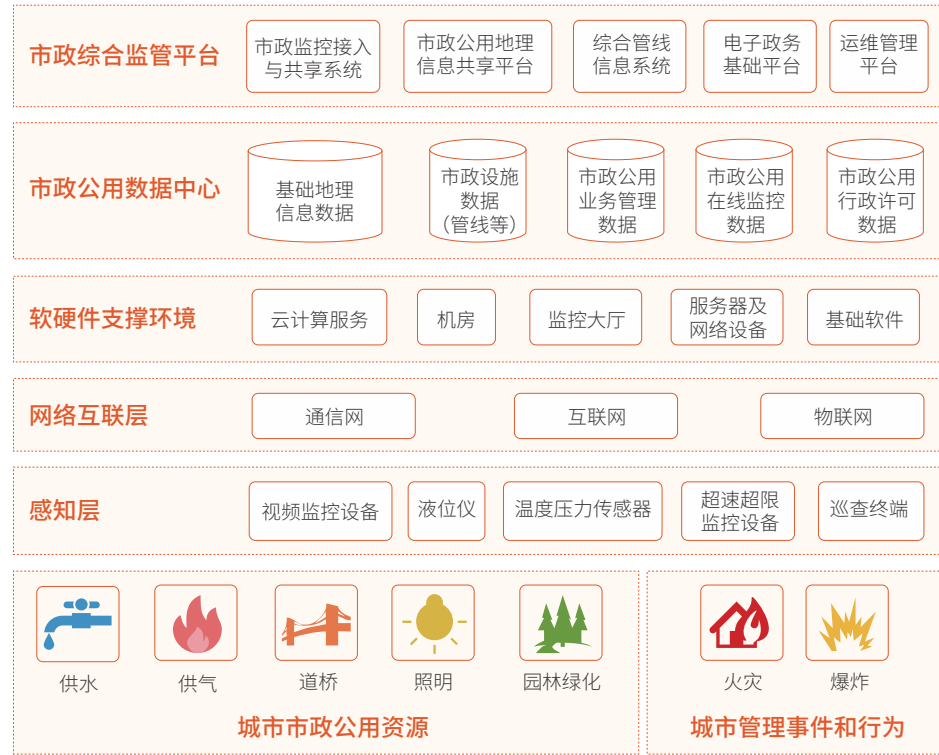 市政综合监管平台
市政监控接入
与共享系统
市政公用地理
信息共享平台
综合管线
信息系统
电子政务
基础平台
运维管理
平台
市政公用数据中心
基础地理
信息数据
市政设施
数据
（管线等）
市政公用
业务管理
数据
市政公用
在线监控
数据
市政公用
行政许可
数据
软硬件支撑环境
云计算服务
机房
监控大厅
服务器及
网络设备
基础软件
网络互联层
通信网
互联网
物联网
感知层
视频监控设备
液位仪
温度压力传感器
超速超限
监控设备
巡查终端
供水
供气
道桥
照明
园林绿化
城市市政公用资源
火灾
爆炸
城市管理事件和行为